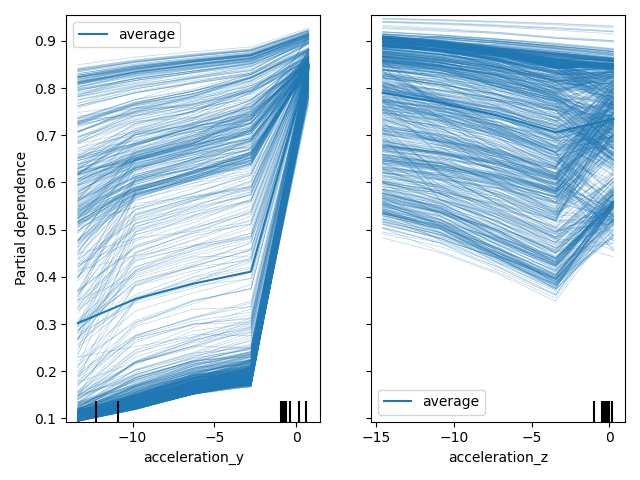 average
0.9
0.8
0.7
0.6
0.5
0.4
0.3
0.2
0.1
Partial dependence
−10 −5 0
acceleration_y
average
−15 −10 −5 0
acceleration_z